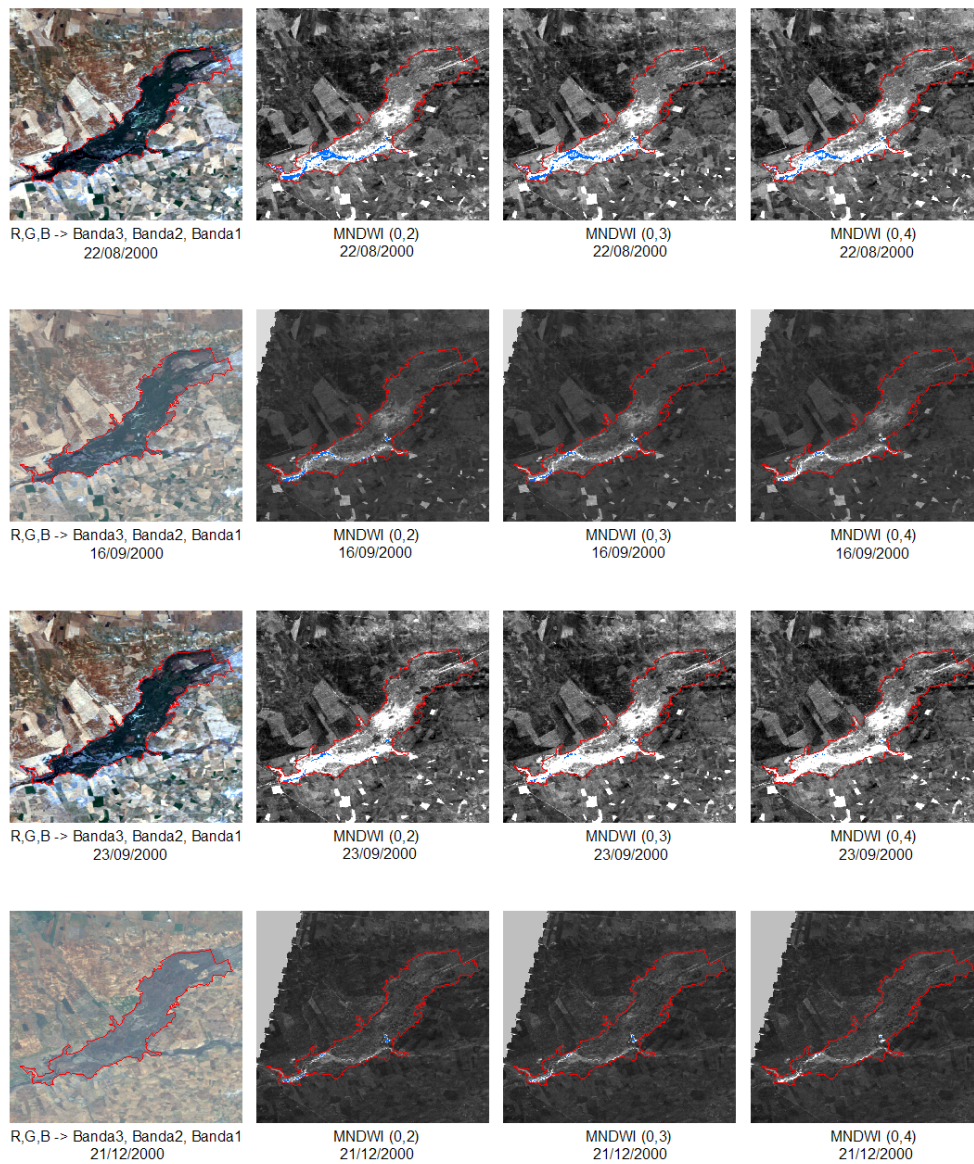 R,G,B -> Banda3, Banda2, Banda1
22/08/2000
MNDWI (0,2)
22/08/2000
MNDWI (0,3)
22/08/2000
MNDWI (0,4)
22/08/2000
R,G,B -> Banda3, Banda2, Banda1
16/09/2000
MNDWI (0,2)
16/09/2000
MNDWI (0,3)
16/09/2000
MNDWI (0,4)
16/09/2000
R,G,B -> Banda3, Banda2, Banda1
23/09/2000
MNDWI (0,2)
23/09/2000
MNDWI (0,3)
23/09/2000
MNDWI (0,4)
23/09/2000
R,G,B -> Banda3, Banda2, Banda1
21/12/2000
MNDWI (0,2)
21/12/2000
MNDWI (0,3)
21/12/2000
MNDWI (0,4)
21/12/2000